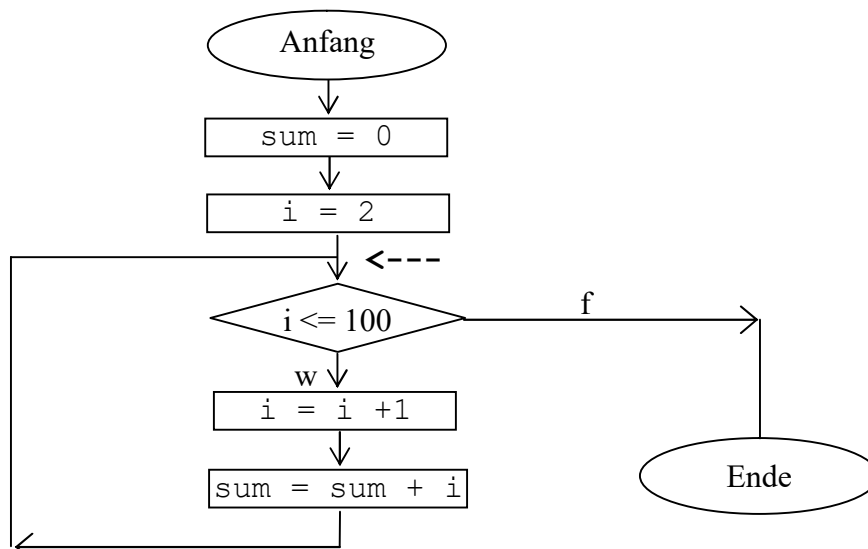 Anfang
sum = 0
i = 2
i <= 100
f
w
i = i +1
sum = sum + i
Ende